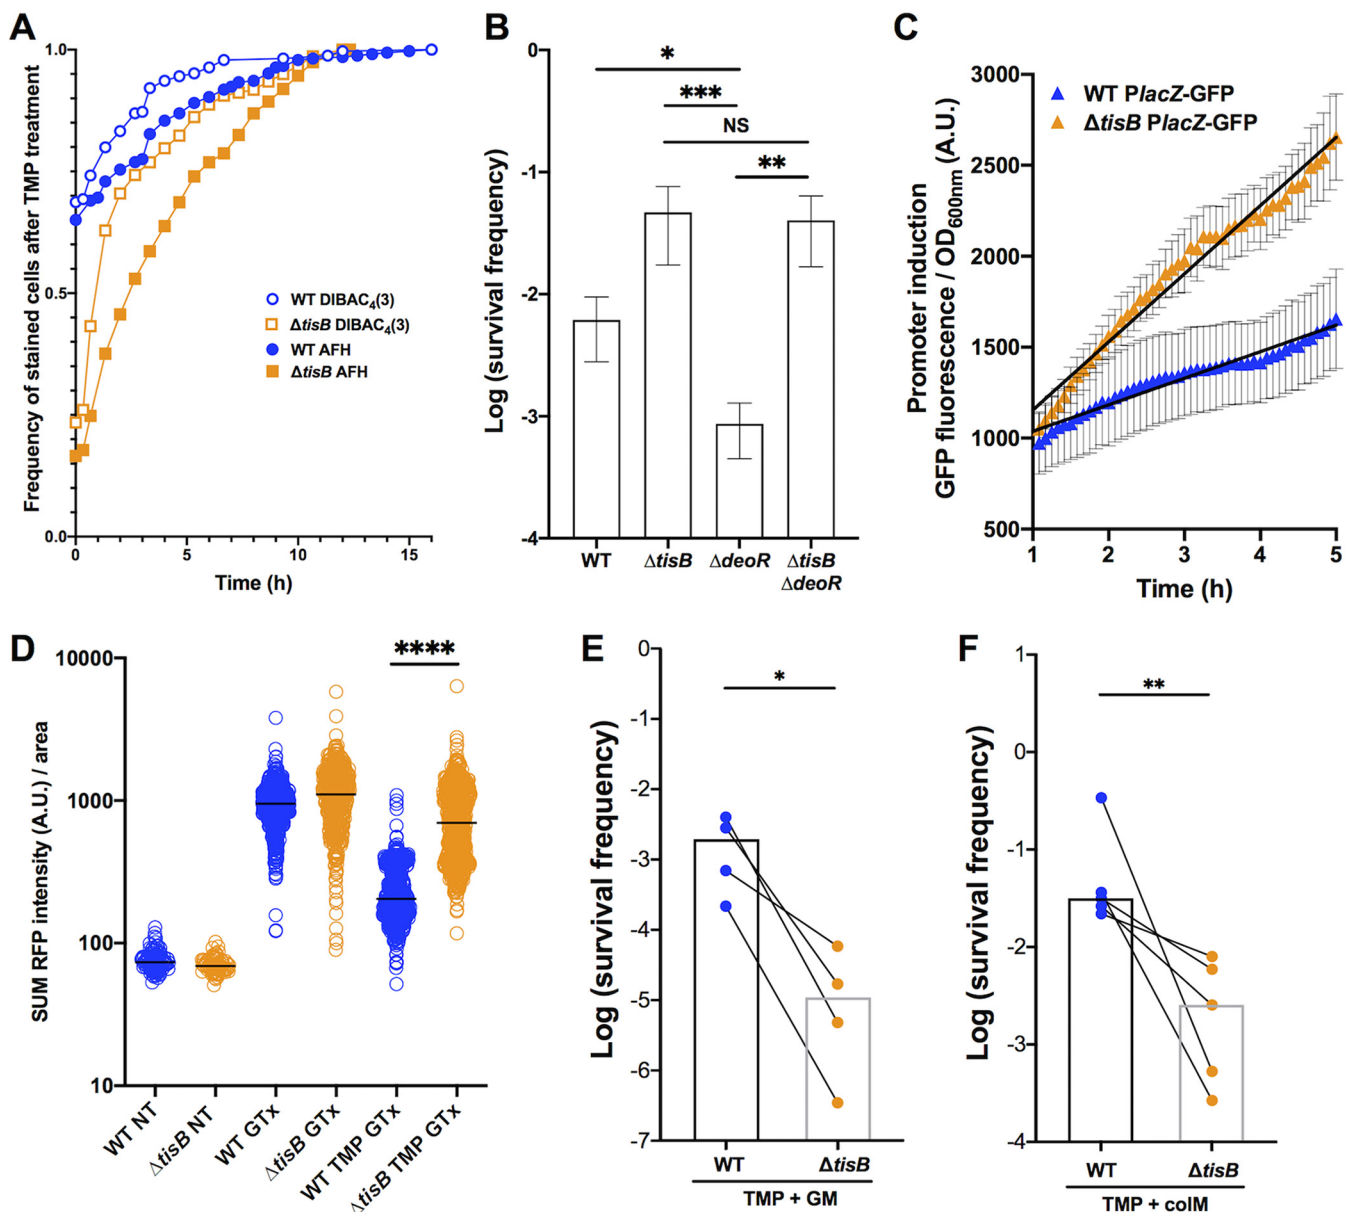 A
Frequency of stained cells after TMP treatment
1.0
0.5
0.0
0
5
10
15
Time (h)
WT DIBAC4(3)
ΔtisB DIBAC4(3)
WT AFH
ΔtisB AFH
B
Log (survival frequency)
-0
-1
-2
-3
-4
*
***
NS
**
WT
ΔtisB
ΔdeoR
ΔtisB
ΔdeoR
C
Promoter induction
GFP fluorescence / OD600nm (A.U.)
3000
2500
2000
1500
1000
500
1
2
3
4
5
Time (h)
WT PlacZ-GFP
ΔtisB PlacZ-GFP
D
SUM RFP intensity (A.U.) / area
10000
1000
100
10
****
WT NT
ΔtisB NT
WT GTx
ΔtisB GTx
WT TMP GTx
ΔtisB TMP GTx
E
Log (survival frequency)
0
-1
-2
-3
-4
-5
-6
-7
*
WT
ΔtisB
TMP + GM
F
Log (survival frequency)
1
0
-1
-2
-3
-4
**
WT
ΔtisB
TMP + colM